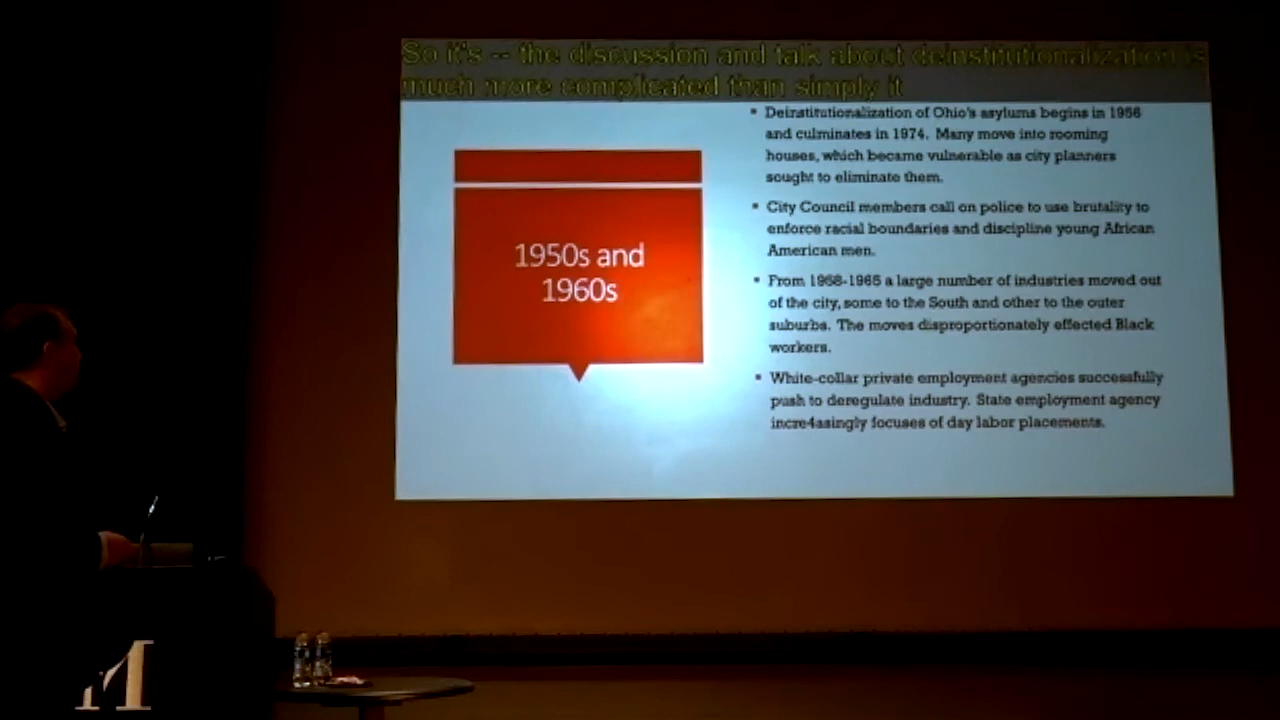 So it's -- the discussion and talk about deinstitutionalization is
much more complicated than simply it
1950s and
1960s
▪ Deinstitutionalization of Ohio's asylums begins in 1956
and culminates in 1974. Many move into rooming
houses, which became vulnerable as city planners
sought to eliminate them.
▪ City Council members call on police to use brutality to
enforce racial boundaries and discipline young African
American men.
▪ From 1958-1965 a large number of industries moved out
of the city, some to the South and other to the outer
suburbs. The moves disproportionately effected Black
workers.
▪ White-collar private employment agencies successfully
push to deregulate industry. State employment agency
incre4asingly focuses of day labor placements.
M